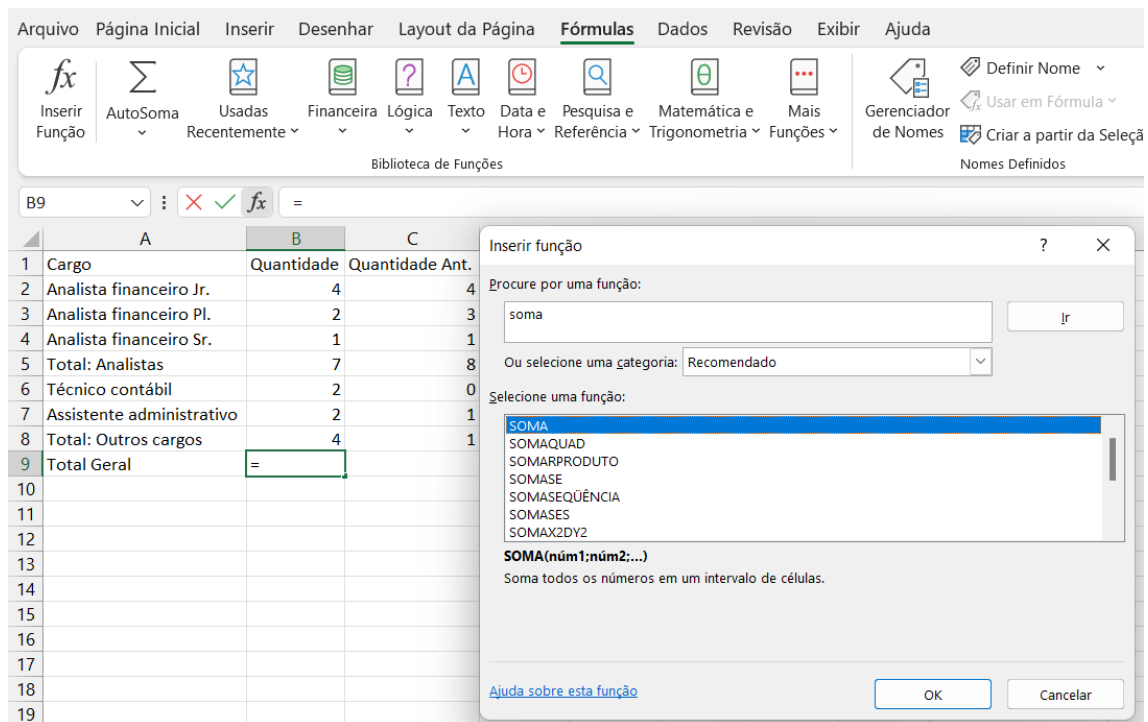 Arquivo Página Inicial Inserir Desenhar Layout da Página Fórmulas Dados Revisão Exibir Ajuda
fx Inserir Função
AutoSoma
Usadas Recentemente
Financeira
Lógica
Texto
Data e Hora
Pesquisa e Referência
Matemática e Trigonometria
Mais Funções
Biblioteca de Funções
Gerenciador de Nomes
Definir Nome
Usar em Fórmula
Criar a partir da Seleçã
Nomes Definidos
B9 fx =
A B C
1 Cargo Quantidade Quantidade Ant.
2 Analista financeiro Jr. 4 4
3 Analista financeiro Pl. 2 3
4 Analista financeiro Sr. 1 1
5 Total: Analistas 7 8
6 Técnico contábil 2 0
7 Assistente administrativo 2 1
8 Total: Outros cargos 4 1
9 Total Geral =
10
11
12
13
14
15
16
17
18
19
Inserir função ?
Procure por uma função:
soma
Ir
Ou selecione uma categoria: Recomendado
Selecione uma função:
SOMA
SOMAQUAD
SOMARPRODUTO
SOMASE
SOMASEQÜÊNCIA
SOMASES
SOMAX2DY2
SOMA(núm1;núm2;...)
Soma todos os números em um intervalo de células.
Ajuda sobre esta função
OK Cancelar